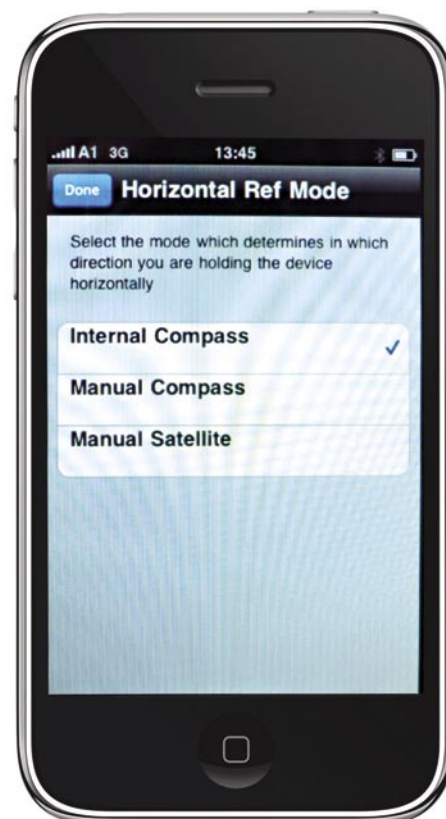 A1 3G 13:45
Done Horizontal Ref Mode
Select the mode which determines in which
direction you are holding the device
horizontally
Internal Compass
Manual Compass
Manual Satellite